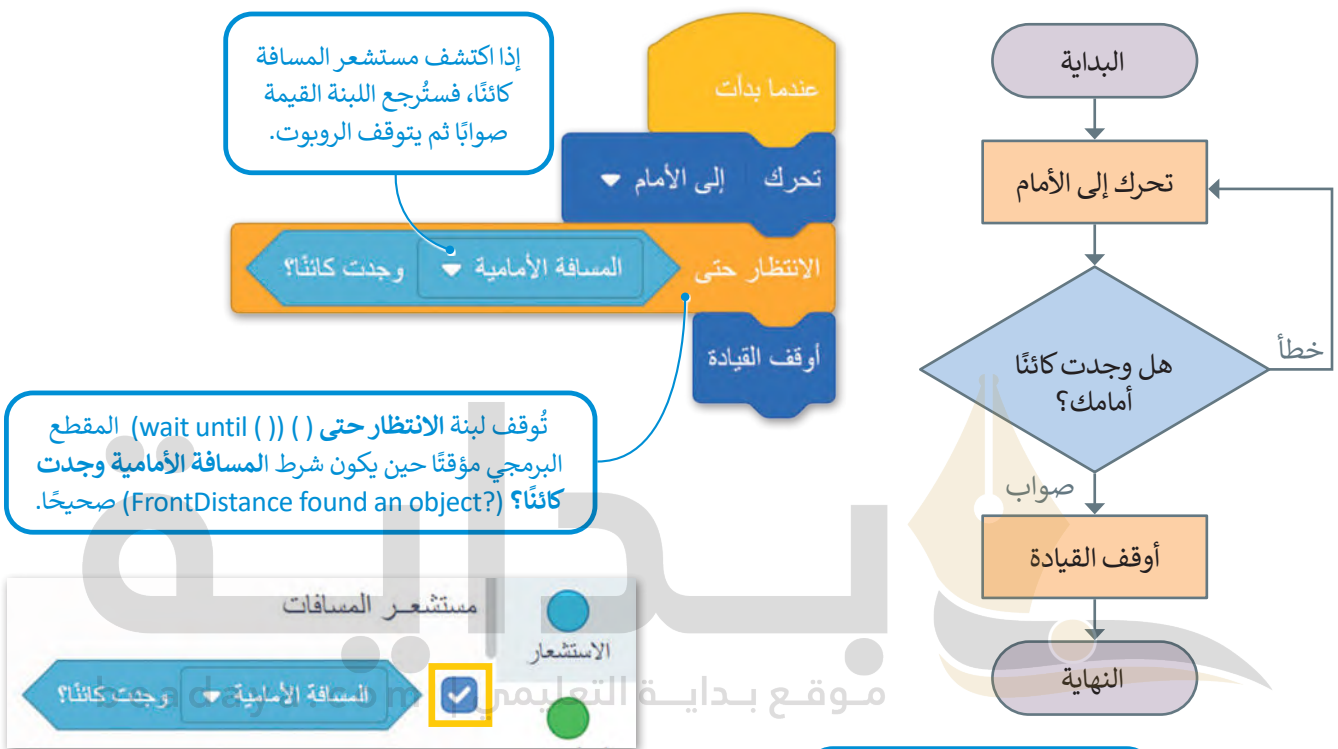 إذا اكتشف مستشعر المسافة
كائنًا، فستُرجع اللبنة القيمة
صوابًا ثم يتوقف الروبوت.
عندما بدأت
تحرك إلى الأمام
الانتظار حتى المسافة الأمامية وجدت كائنًا؟
أوقف القيادة
تُوقف لبنة الانتظار حتى ( ) (wait until ( )) المقطع
البرمجي مؤقتًا حين يكون شرط المسافة الأمامية وجدت
كائنًا؟ (FrontDistance found an object?) صحيحًا.
البداية
تحرك إلى الأمام
هل وجدت كائنًا
أمامك؟
خطأ
صواب
أوقف القيادة
النهاية
مستشعر المسافات
الاستشعار
المسافة الأمامية وجدت كائنًا؟
بداية
موقع بداية التعليمي | beadaya.com